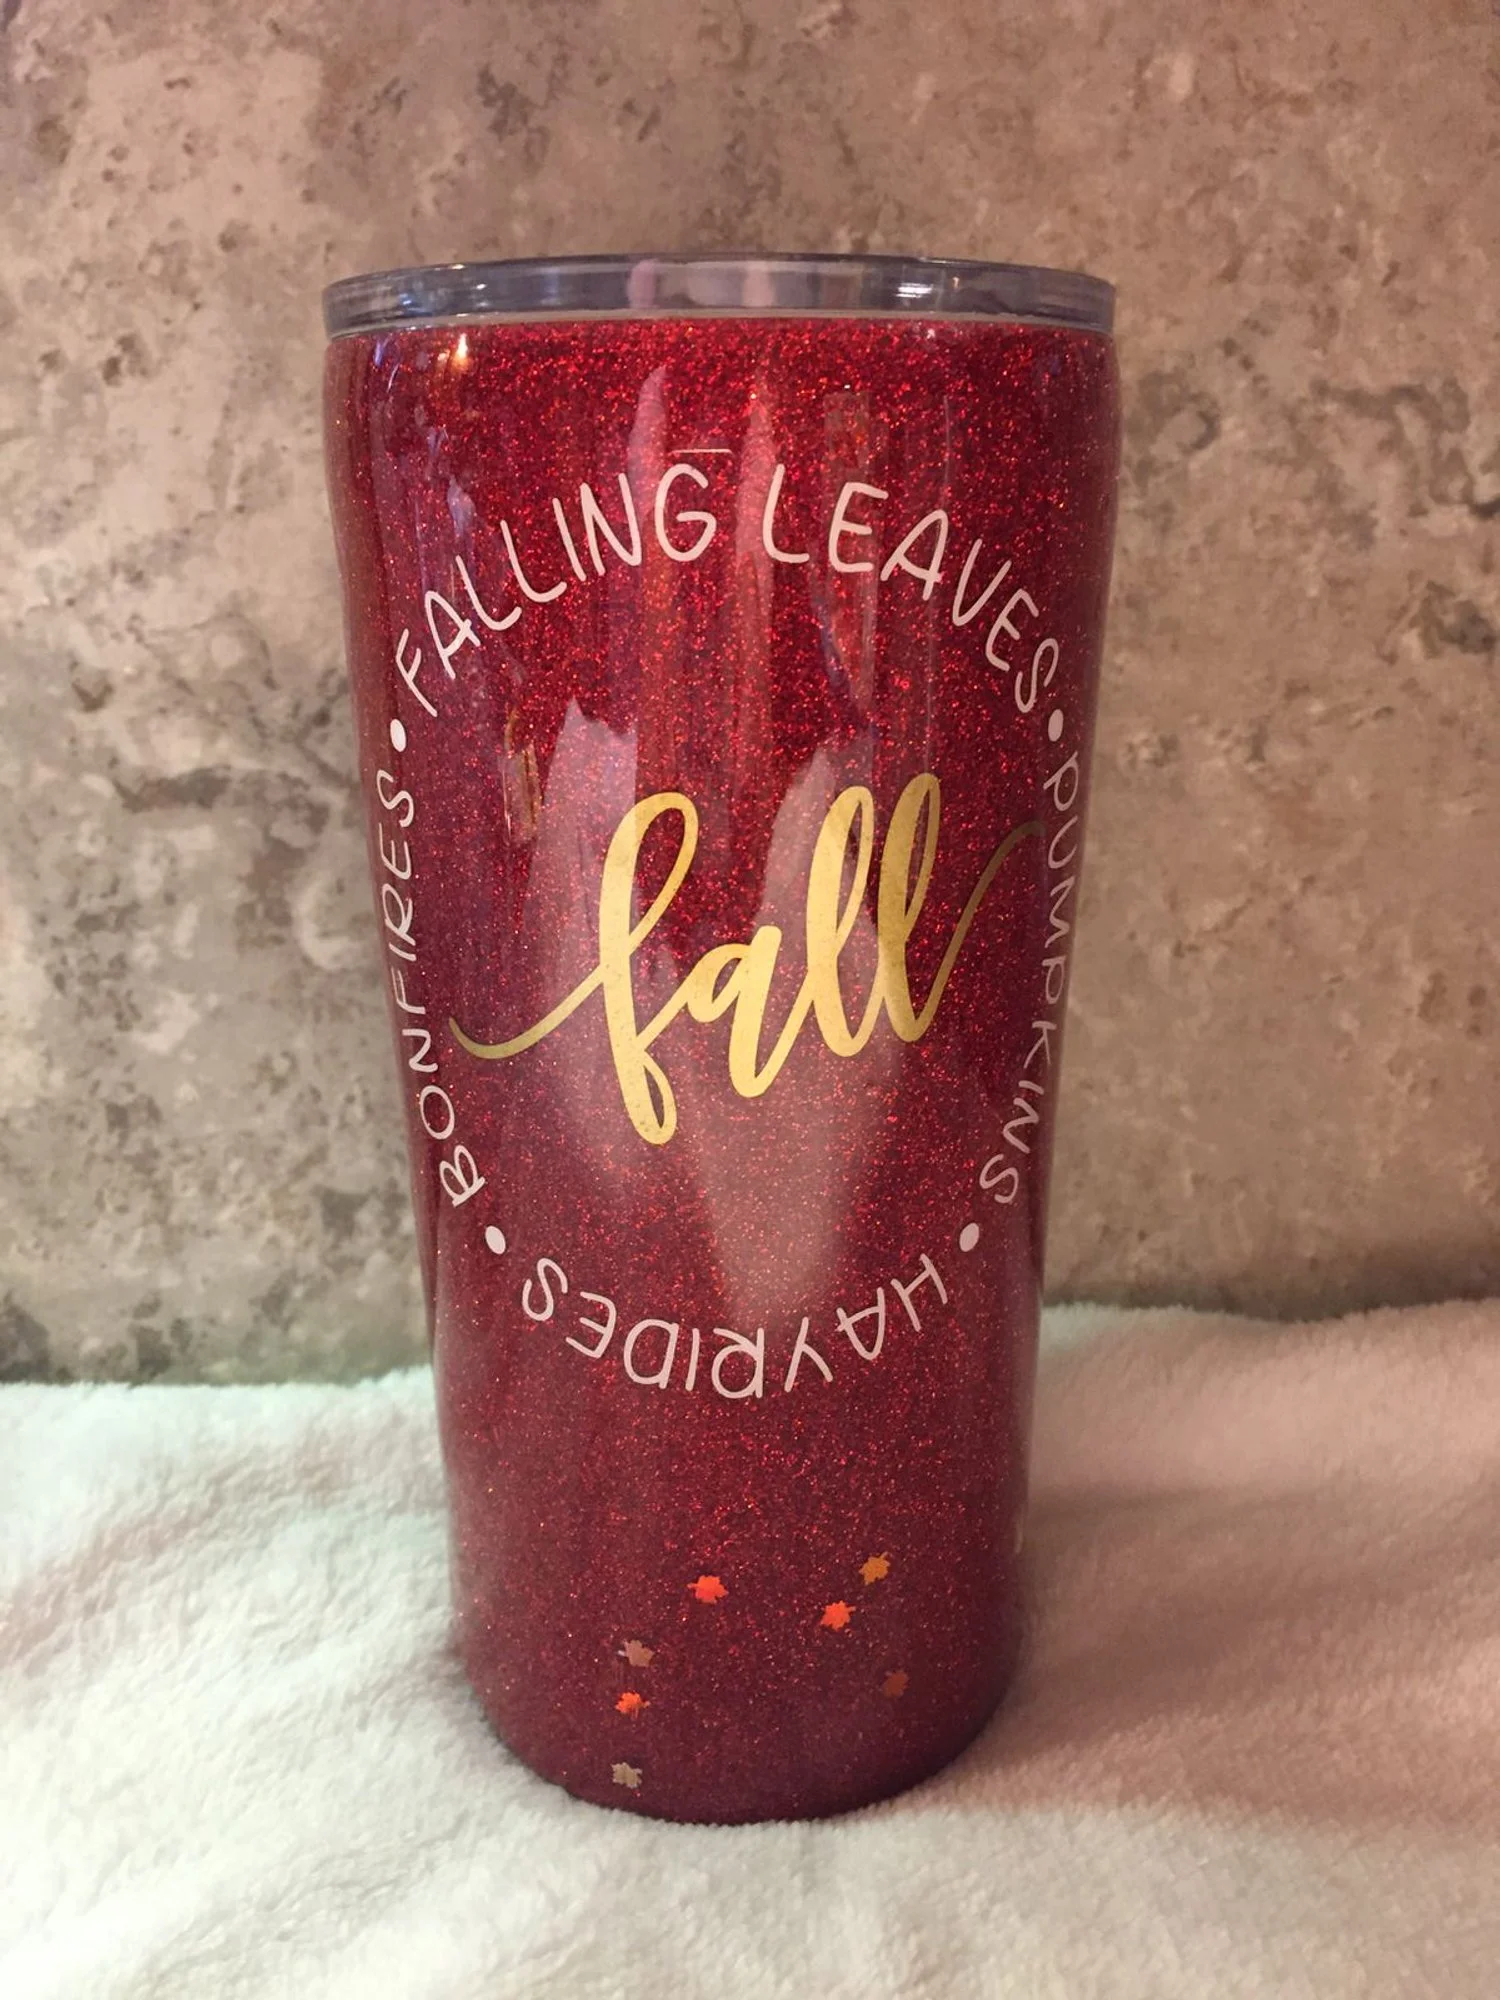 • FALLING LEAVES • PUMPKINS • HAYRIDES • BONFIRES
fall